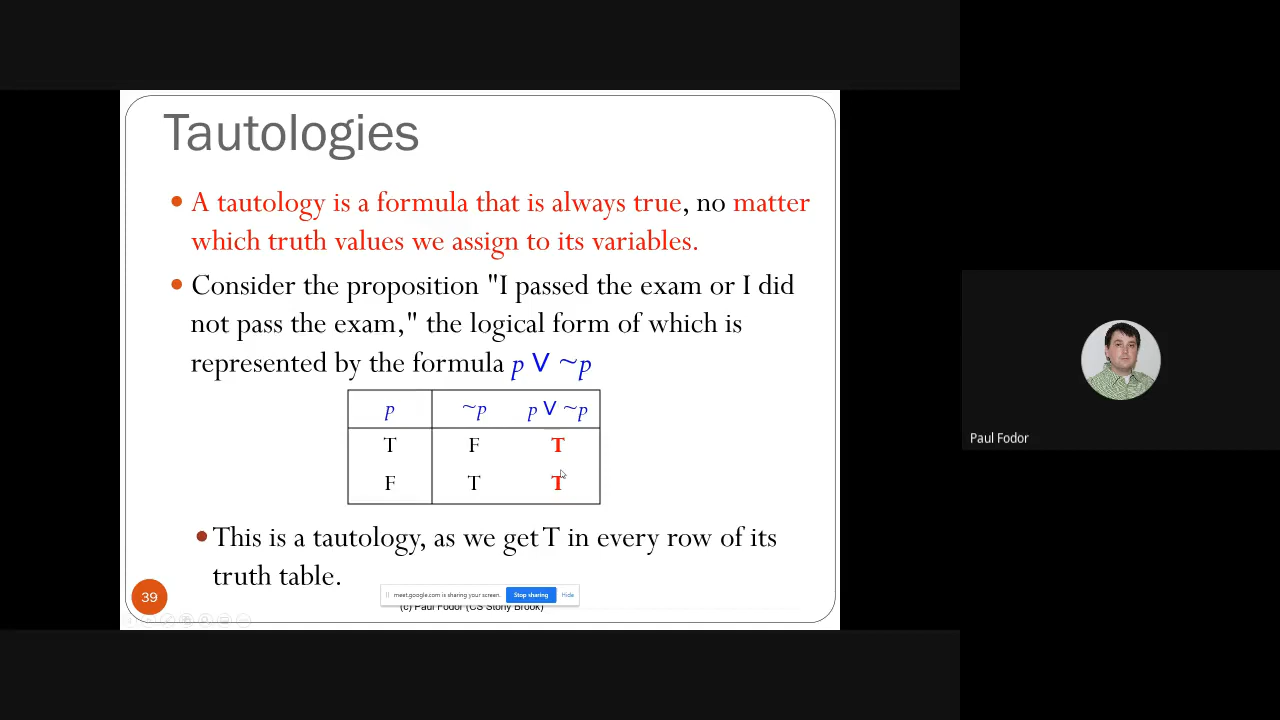 Tautologies
• A tautology is a formula that is always true, no matter
which truth values we assign to its variables.
• Consider the proposition "I passed the exam or I did
not pass the exam," the logical form of which is
represented by the formula p ∨ ~p
p ~p p ∨ ~p
T F T
F T T
• This is a tautology, as we get T in every row of its
truth table.
39
meet.google.com is sharing your screen. Stop sharing Hide
(c) Paul Fodor (CS Stony Brook)
Paul Fodor